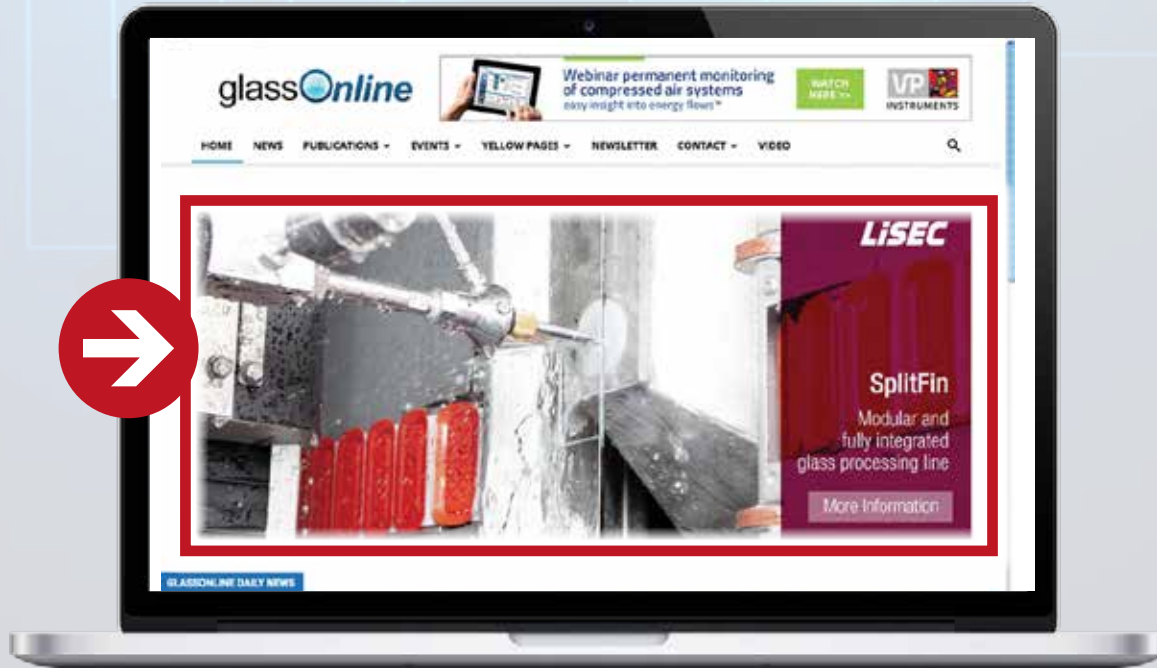 glassOnline
Webinar permanent monitoring
of compressed air systems
easy insight into energy flows™
WATCH
HERE >>
VP
INSTRUMENTS
HOME NEWS PUBLICATIONS EVENTS YELLOW PAGES NEWSLETTER CONTACT VIDEO
LiSEC
SplitFin
Modular and
fully integrated
glass processing line
More Information
GLASSONLINE DAILY NEWS